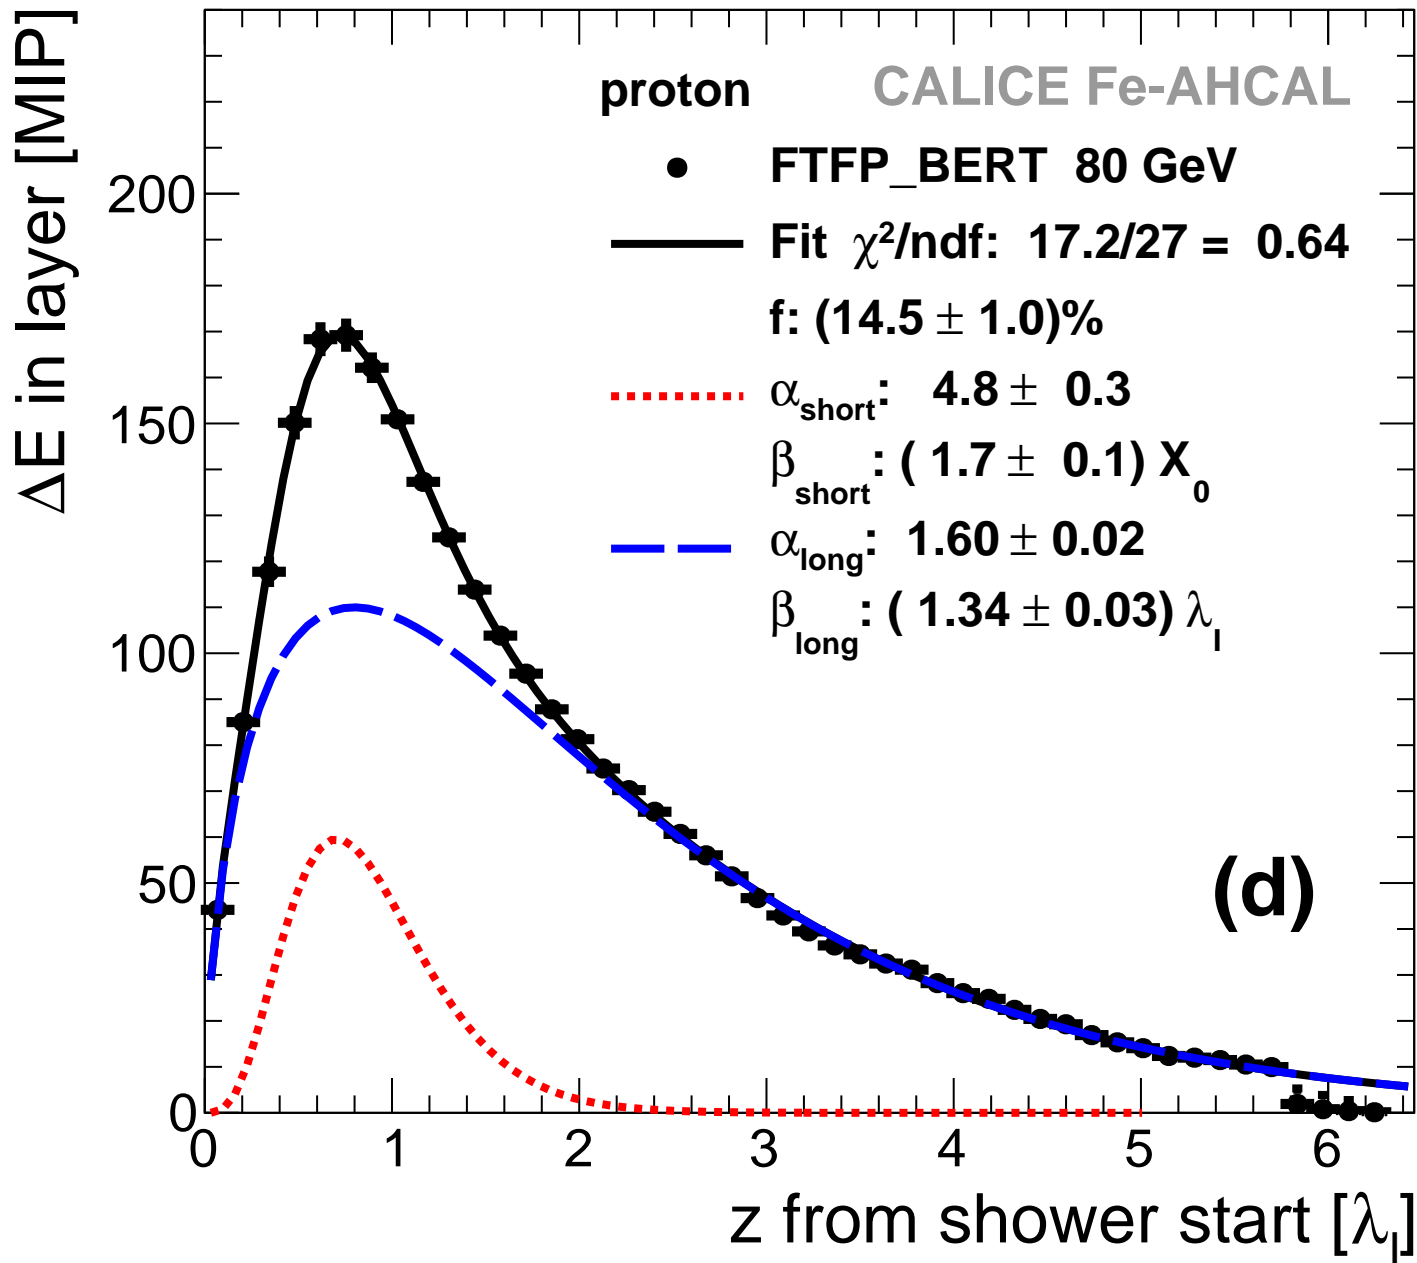 ΔE in layer [MIP]
200
150
100
50
0
proton CALICE Fe-AHCAL
FTFP_BERT 80 GeV
Fit χ²/ndf: 17.2/27 = 0.64
f: (14.5 ± 1.0)%
α_short: 4.8 ± 0.3
β_short: ( 1.7 ± 0.1) X_0
α_long: 1.60 ± 0.02
β_long: ( 1.34 ± 0.03) λ_I
(d)
0 1 2 3 4 5 6
z from shower start [λ_I]